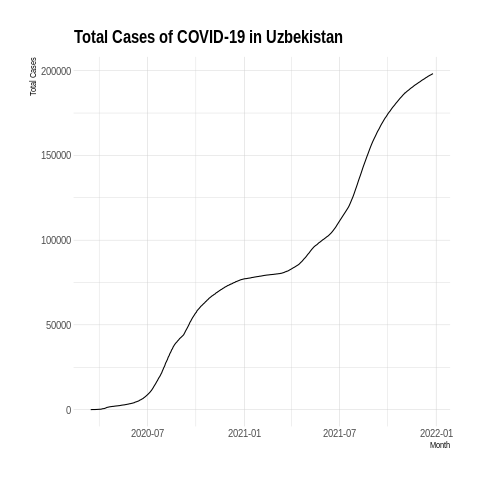 Total Cases of COVID-19 in Uzbekistan
Total Cases
200000
150000
100000
50000
0
2020-07 2021-01 2021-07 2022-01
Month